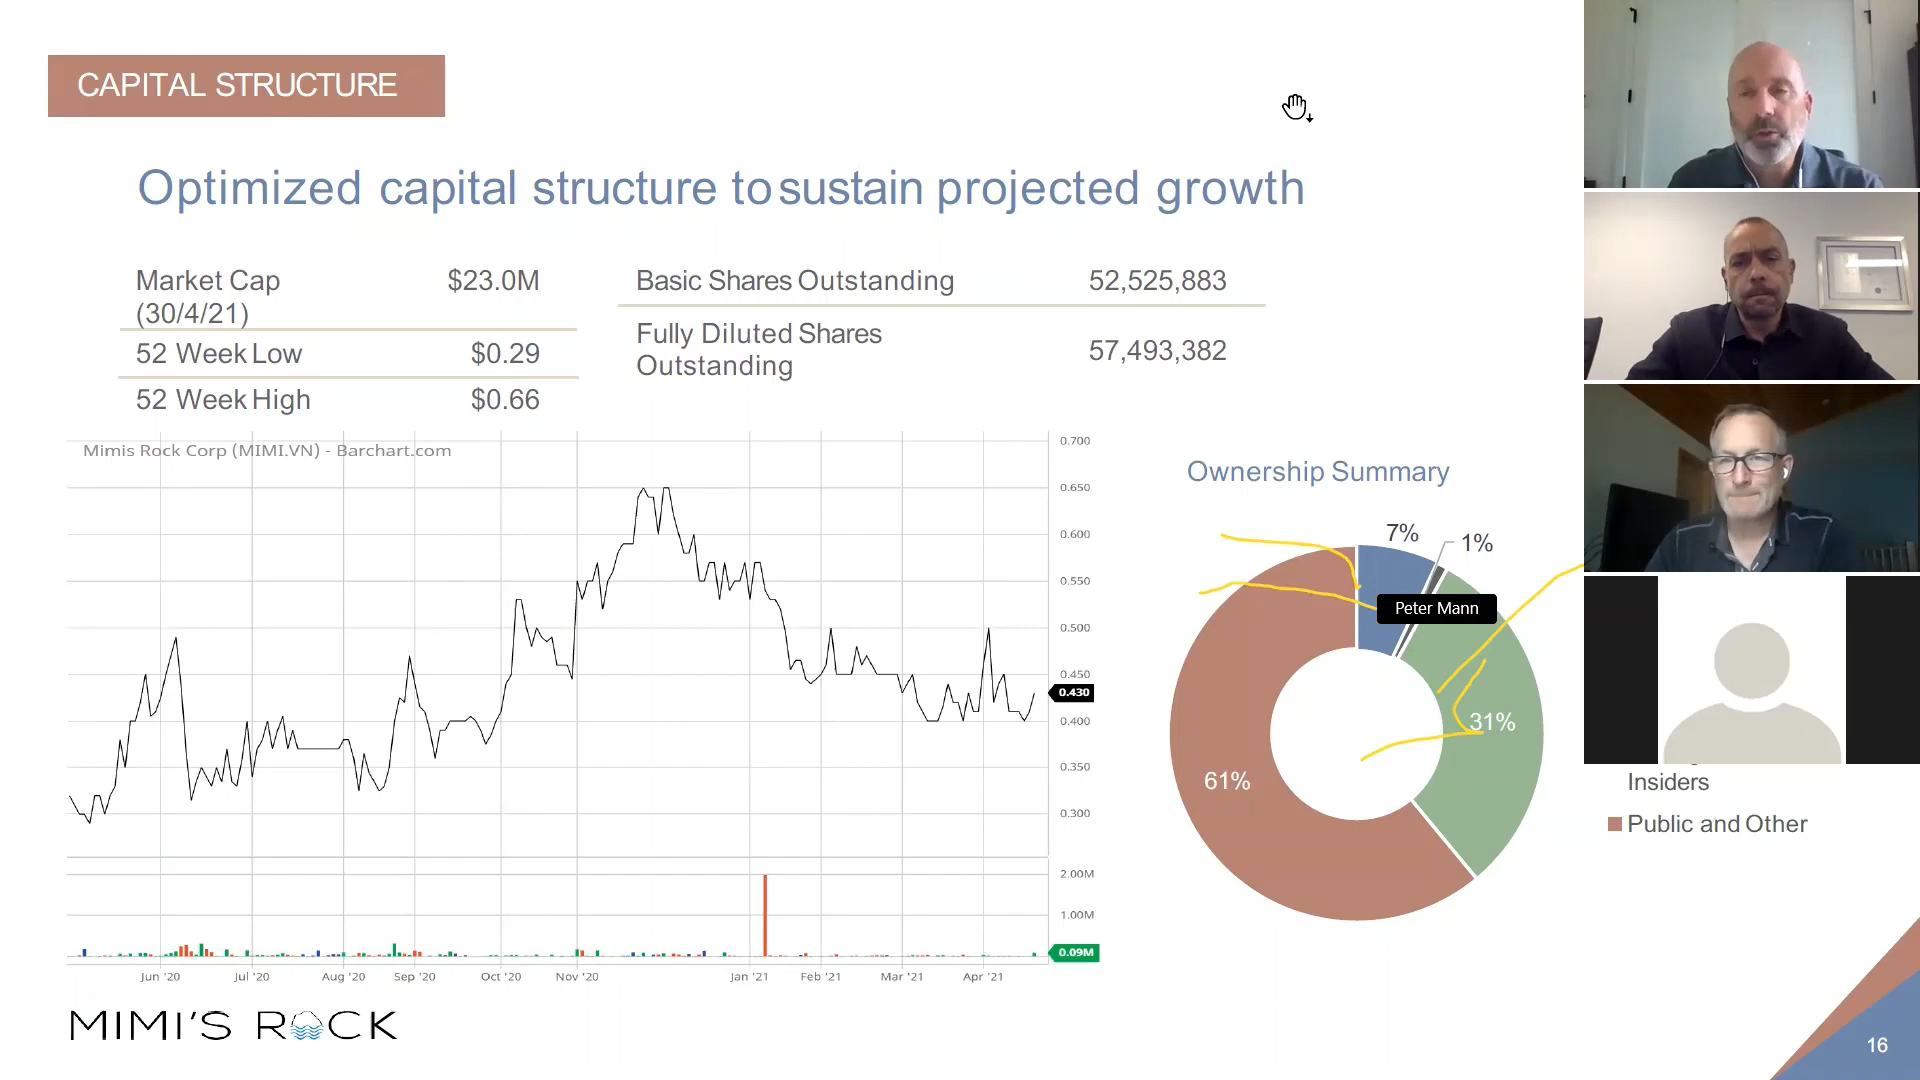 CAPITAL STRUCTURE
Optimized capital structure to sustain projected growth
Market Cap (30/4/21) $23.0M
52 Week Low $0.29
52 Week High $0.66
Basic Shares Outstanding 52,525,883
Fully Diluted Shares Outstanding 57,493,382
Mimis Rock Corp (MIMI.VN) - Barchart.com
0.700
0.650
0.600
0.550
0.500
0.450
0.430
0.400
0.350
0.300
2.00M
1.00M
0.09M
Jun '20 Jul '20 Aug '20 Sep '20 Oct '20 Nov '20 Jan '21 Feb '21 Mar '21 Apr '21
Ownership Summary
7%
1%
Peter Mann
31%
61%
Insiders
Public and Other
MIMI'S ROCK
16